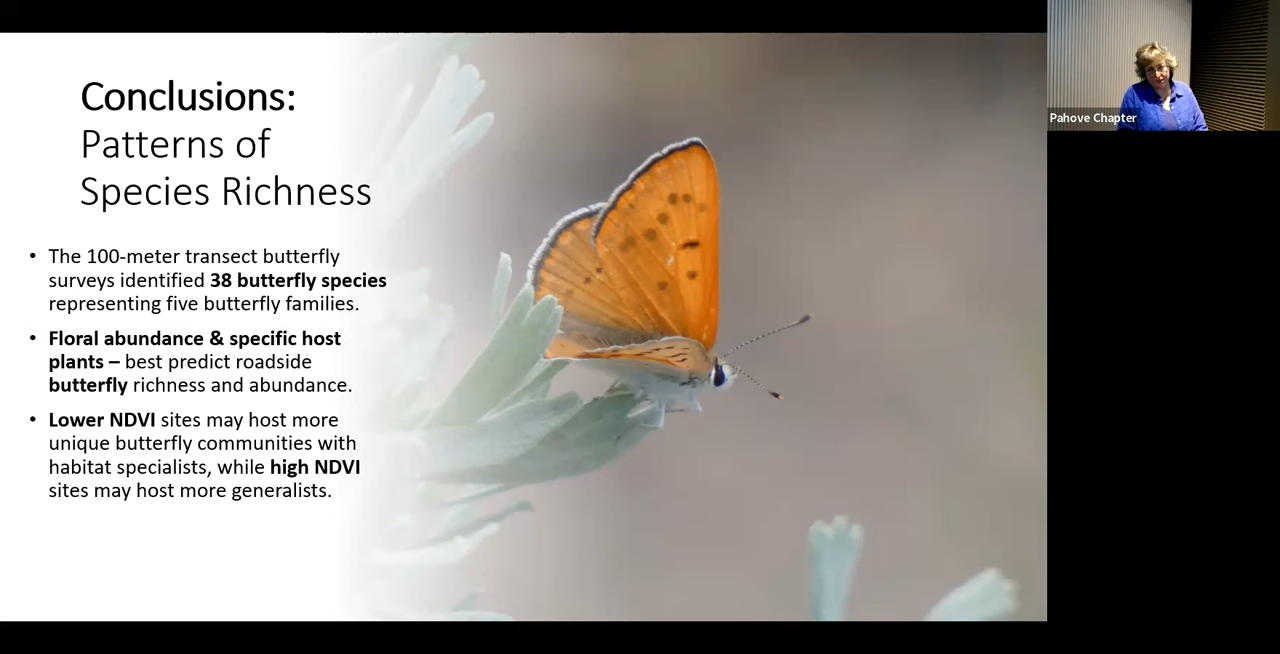 Conclusions:
Patterns of
Species Richness
• The 100-meter transect butterfly
surveys identified 38 butterfly species
representing five butterfly families.
• Floral abundance & specific host
plants – best predict roadside
butterfly richness and abundance.
• Lower NDVI sites may host more
unique butterfly communities with
habitat specialists, while high NDVI
sites may host more generalists.
Pahove Chapter